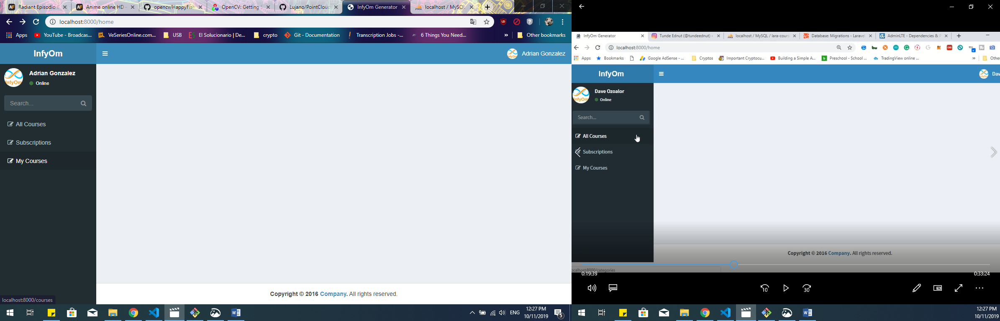 Radiant Episodio
Anime online HD -
opencv/HappyFis
OpenCV: Getting
Lujano/PointCloud
InfyOm Generator
localhost / MySQL
localhost:8000/home
Apps
YouTube - Broadcas...
VeSeriesOnline.com...
USB
El Solucionario | De...
crypto
Git - Documentation
Transcription Jobs -...
6 Things You Need...
»
Other bookmarks
InfyOm
Adrian Gonzalez
Adrian Gonzalez
Online
Search...
All Courses
Subscriptions
My Courses
Copyright © 2016 Company. All rights reserved.
localhost:8000/courses
ENG
12:27 PM
10/11/2019
5
InfyOm Generator
Tunde Ednut (@tundeednut) •
localhost / MySQL / lara-cours
Database: Migrations - Laravel
AdminLTE - Dependencies & P
localhost:8000/home
Apps
Bookmarks
Google AdSense - ...
Cryptos
Important Cryptocu...
Building a Simple A...
Preschool - School ...
TradingView online ...
»
Other
InfyOm
Dav
Dave Ozoalor
Online
Search...
All Courses
Subscriptions
My Courses
Copyright © 2016 Company. All rights reserved.
ocalhost:8000/categories
0:19:39
0:33:24
10
30
12:27 PM
10/11/2019